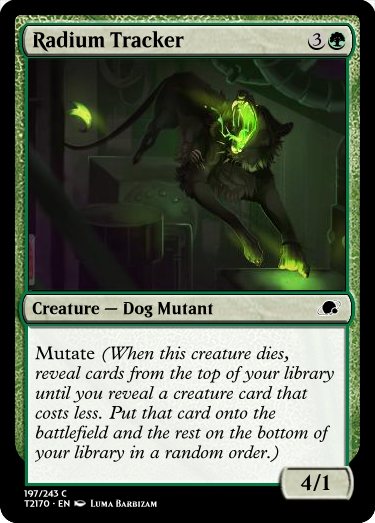 Radium Tracker 3
Creature — Dog Mutant
Mutate (When this creature dies,
reveal cards from the top of your library
until you reveal a creature card that
costs less. Put that card onto the
battlefield and the rest on the bottom of
your library in a random order.)
4/1
197/243 C
T2170 · EN Luma Barbizam